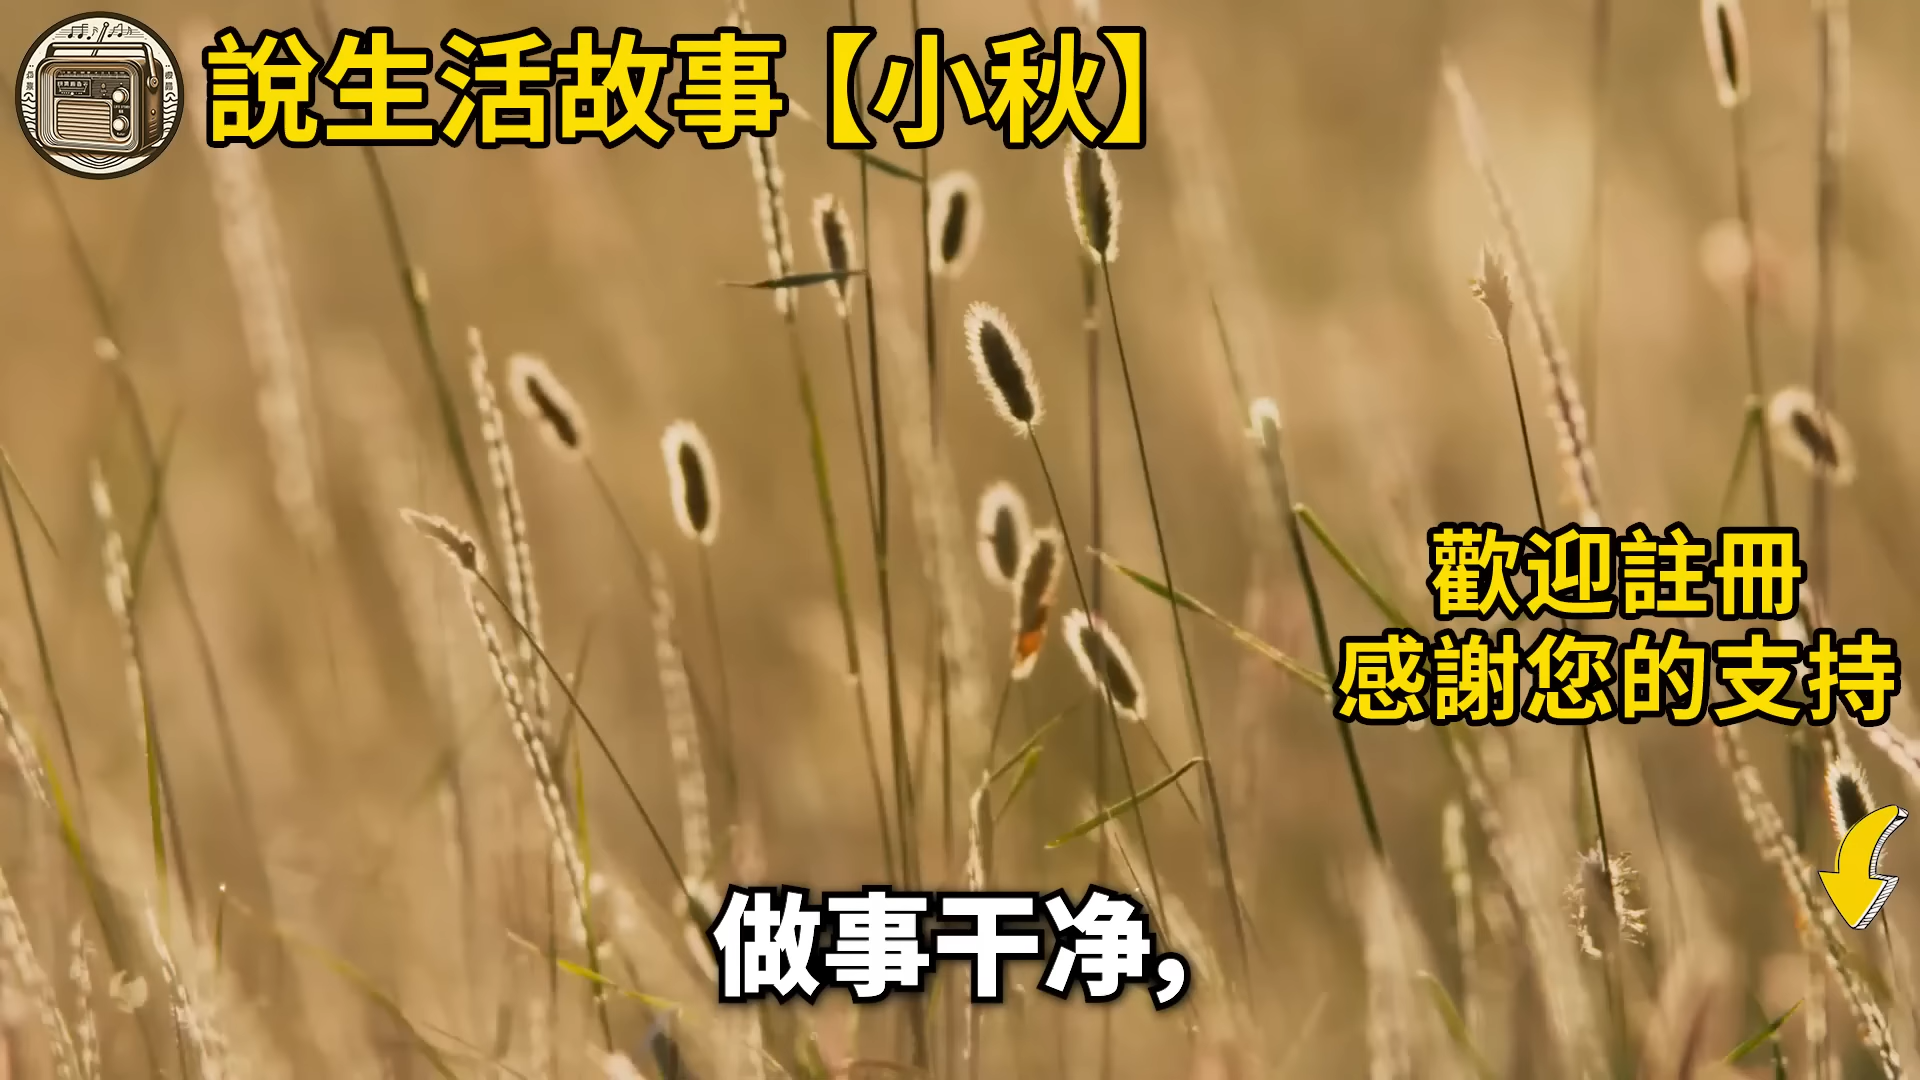 說生活故事【小秋】
歡迎註冊
感謝您的支持
做事干净,